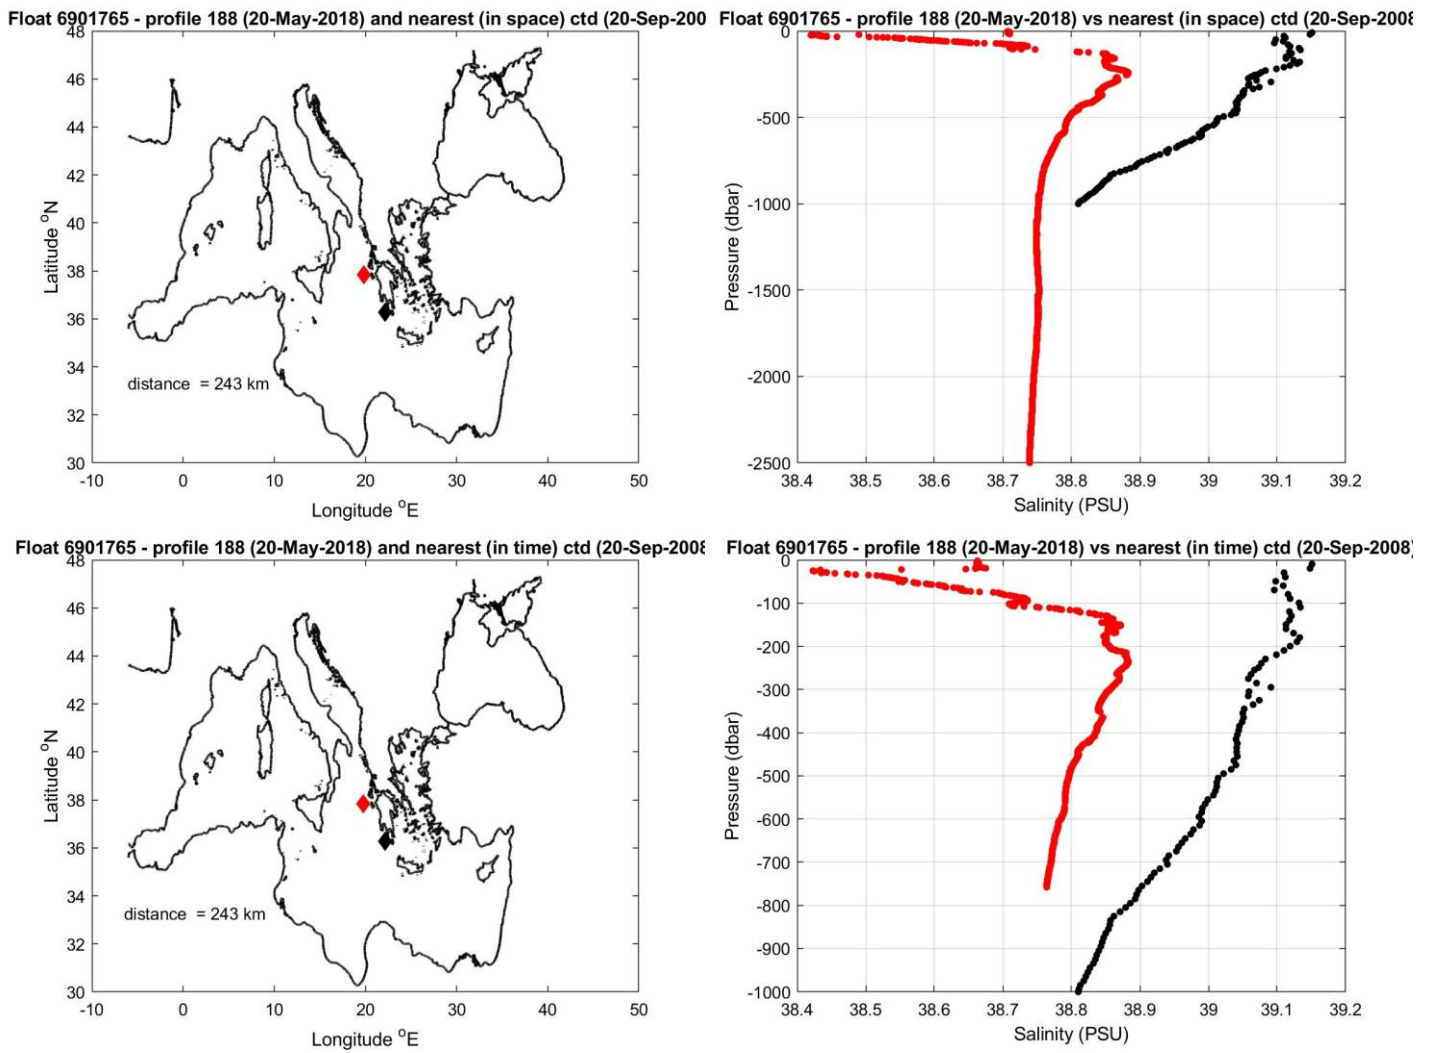 Float 6901765 - profile 188 (20-May-2018) and nearest (in space) ctd (20-Sep-200
48
46
44
42
40
38
36
34
32
30
Latitude °N
distance = 243 km
-10 0 10 20 30 40 50
Longitude °E
Float 6901765 - profile 188 (20-May-2018) vs nearest (in space) ctd (20-Sep-2008
0
-500
-1000
-1500
-2000
-2500
Pressure (dbar)
38.4 38.5 38.6 38.7 38.8 38.9 39 39.1 39.2
Salinity (PSU)
Float 6901765 - profile 188 (20-May-2018) and nearest (in time) ctd (20-Sep-2008
48
46
44
42
40
38
36
34
32
30
Latitude °N
distance = 243 km
-10 0 10 20 30 40 50
Longitude °E
Float 6901765 - profile 188 (20-May-2018) vs nearest (in time) ctd (20-Sep-2008)
0
-100
-200
-300
-400
-500
-600
-700
-800
-900
-1000
Pressure (dbar)
38.4 38.5 38.6 38.7 38.8 38.9 39 39.1 39.2
Salinity (PSU)